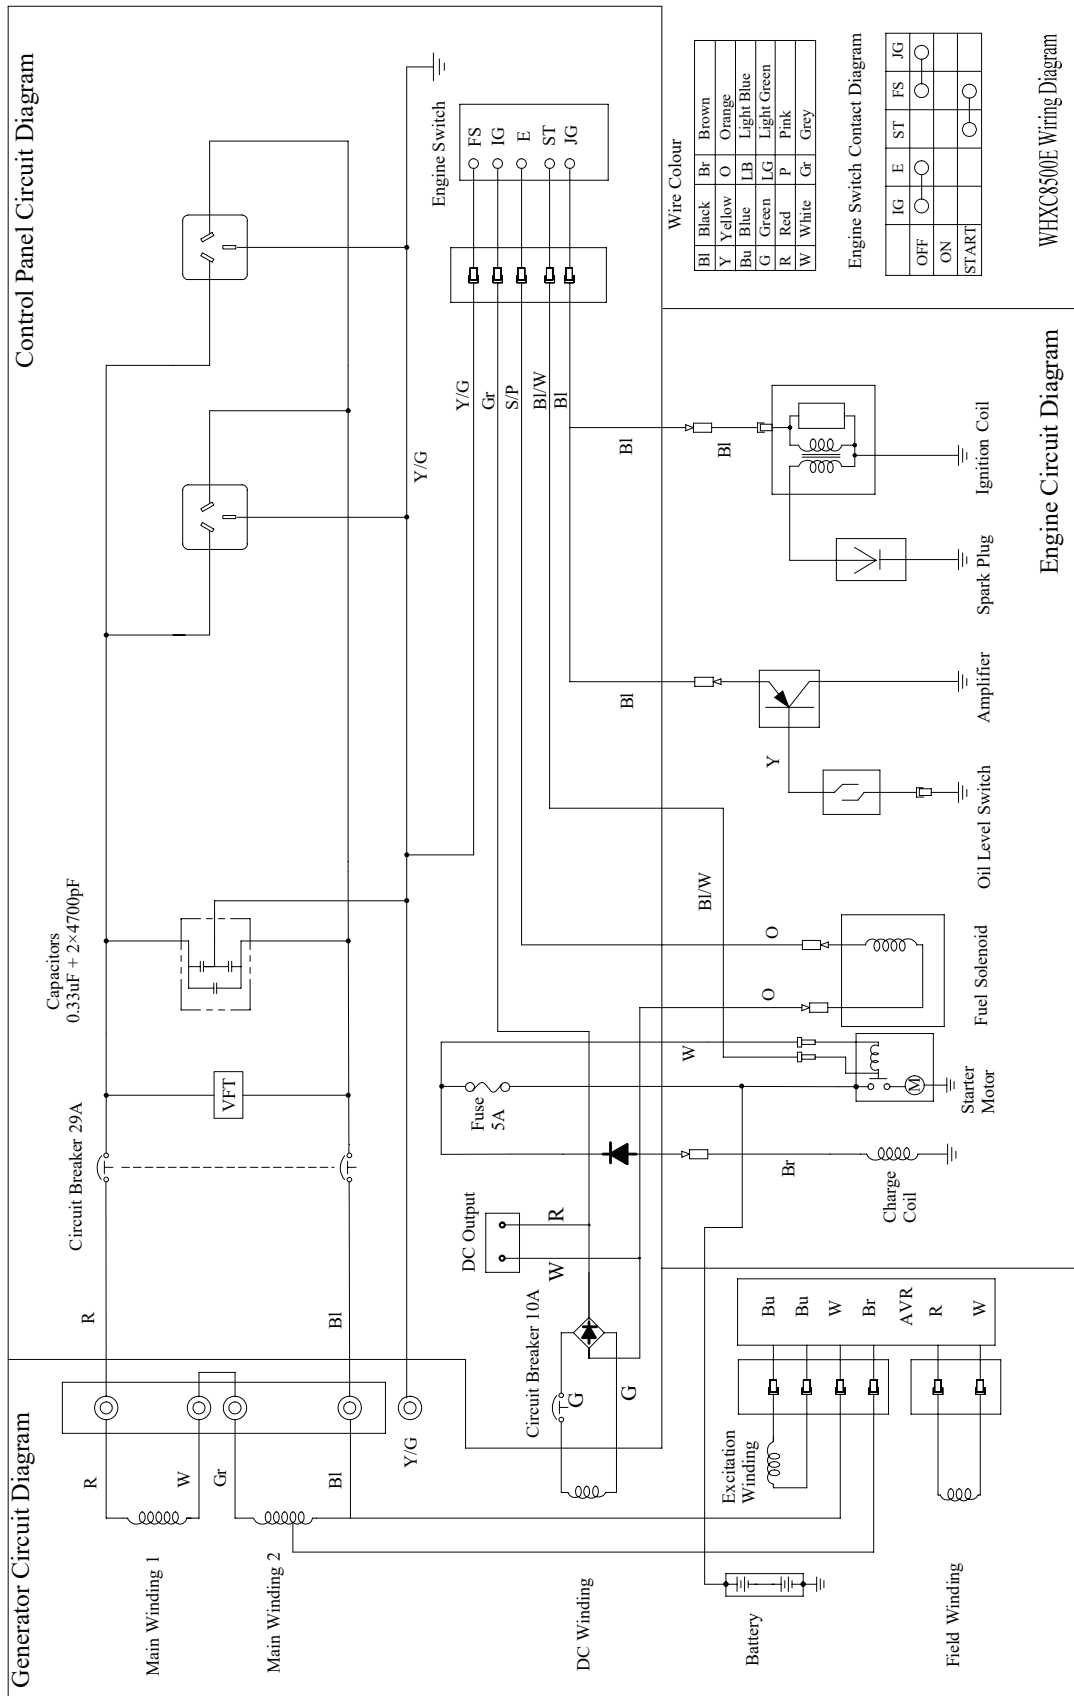 Generator Circuit Diagram
Control Panel Circuit Diagram
Main Winding 1
Main Winding 2
DC Winding
Battery
Field Winding
Excitation
Winding
R
W
Gr
Bl
Y/G
R
Bl
Circuit Breaker 29A
VFT
Capacitors
0.33uF + 2×4700pF
Y/G
Circuit Breaker 10A
G
G
DC Output
W
R
Fuse
5A
Engine Switch
FS
IG
E
ST
JG
Y/G
Gr
S/P
Bl/W
Bl
Bu
Bu
W
Br
AVR
R
W
Br
Charge
Coil
W
Starter
Motor
M
Bl/W
O
O
Fuel Solenoid
Oil Level Switch
Y
Bl
Amplifier
Spark Plug
Bl
Bl
Ignition Coil
Engine Circuit Diagram
Wire Colour
Bl Black Br Brown
Y Yellow O Orange
Bu Blue LB Light Blue
G Green LG Light Green
R Red P Pink
W White Gr Grey
Engine Switch Contact Diagram
IG E ST FS JG
OFF
ON
START
WHXC8500E Wiring Diagram